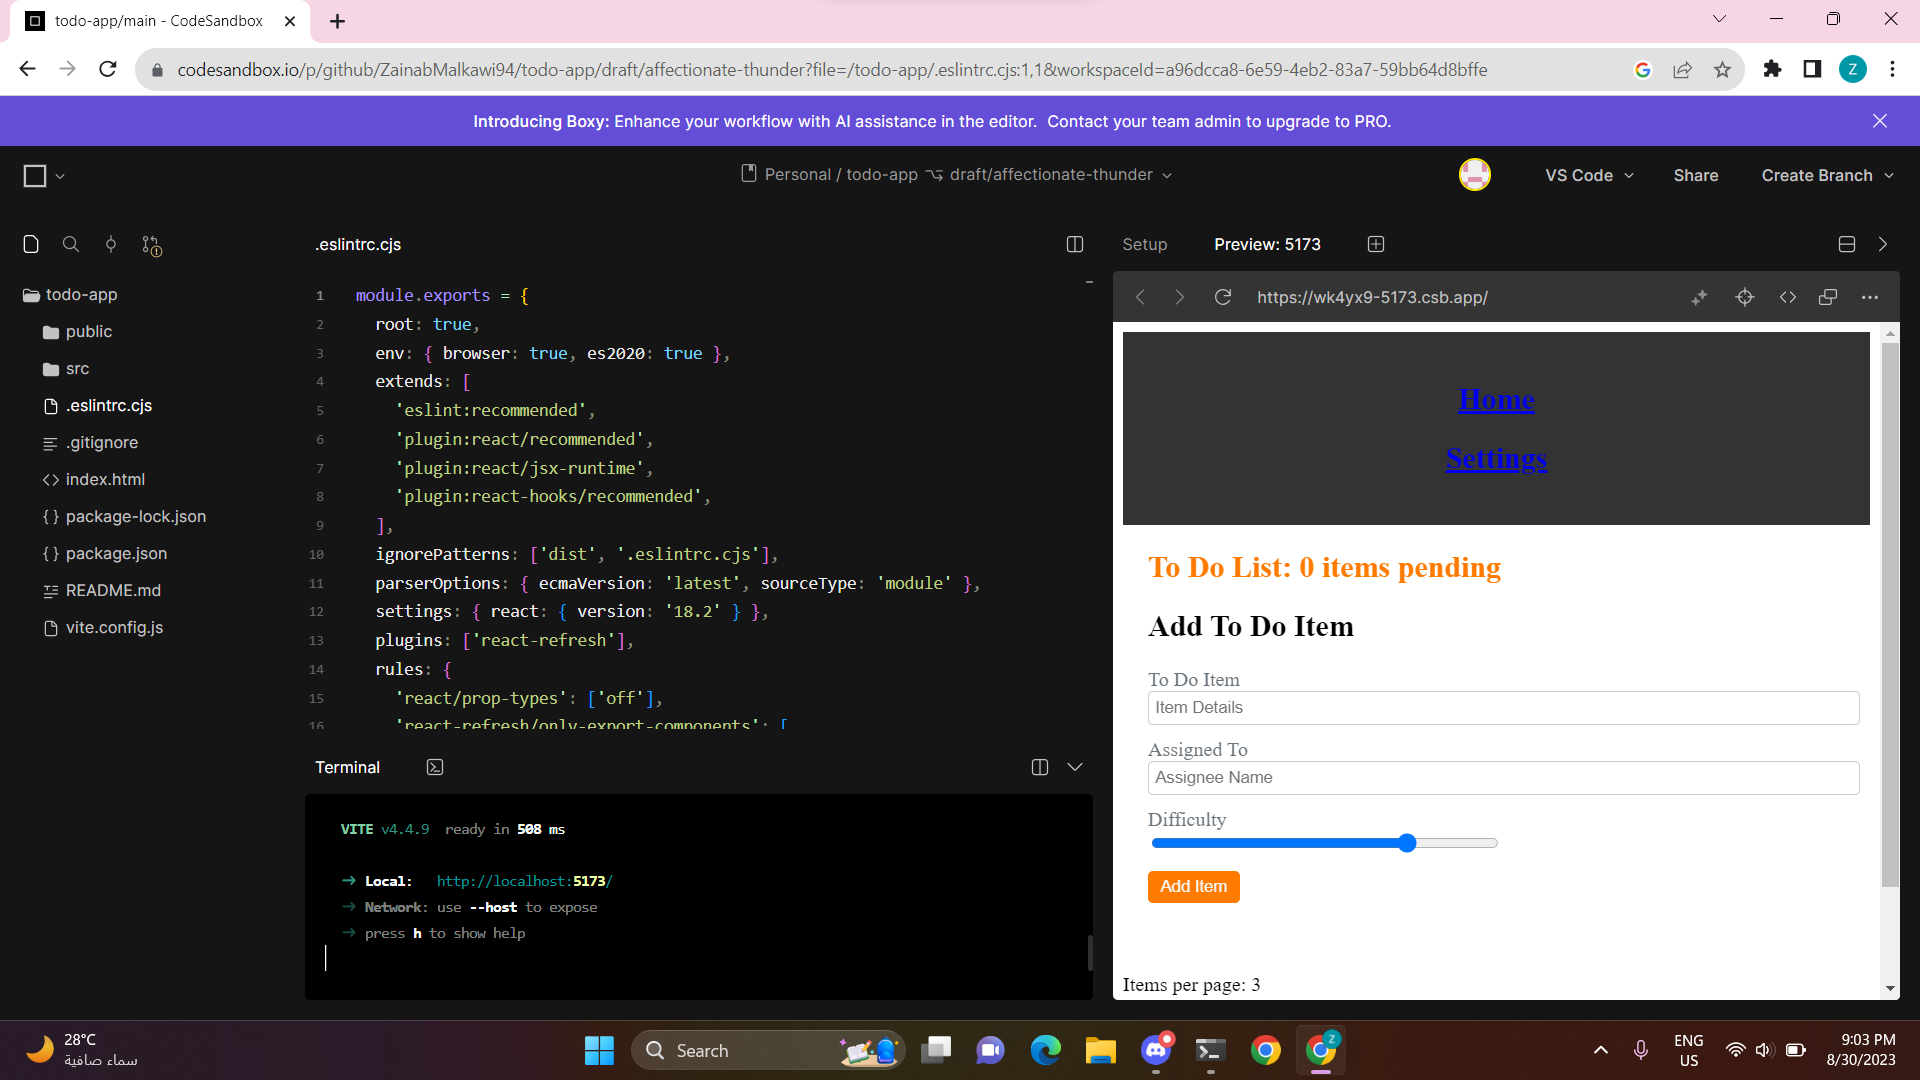 todo-app/main - CodeSandbox
codesandbox.io/p/github/ZainabMalkawi94/todo-app/draft/affectionate-thunder?file=/todo-app/.eslintrc.cjs:1,1&workspaceId=a96dcca8-6e59-4eb2-83a7-59bb64d8bffe
Z
Introducing Boxy: Enhance your workflow with AI assistance in the editor. Contact your team admin to upgrade to PRO.
Personal / todo-app draft/affectionate-thunder
VS Code
Share
Create Branch
todo-app
public
src
.eslintrc.cjs
.gitignore
index.html
package-lock.json
package.json
README.md
vite.config.js
.eslintrc.cjs
1 module.exports = {
2 root: true,
3 env: { browser: true, es2020: true },
4 extends: [
5 'eslint:recommended',
6 'plugin:react/recommended',
7 'plugin:react/jsx-runtime',
8 'plugin:react-hooks/recommended',
9 ],
10 ignorePatterns: ['dist', '.eslintrc.cjs'],
11 parserOptions: { ecmaVersion: 'latest', sourceType: 'module' },
12 settings: { react: { version: '18.2' } },
13 plugins: ['react-refresh'],
14 rules: {
15 'react/prop-types': ['off'],
16 'react-refresh/only-export-components': [
Terminal
VITE v4.4.9 ready in 508 ms
→ Local: http://localhost:5173/
→ Network: use --host to expose
→ press h to show help
Setup
Preview: 5173
https://wk4yx9-5173.csb.app/
Home
Settings
To Do List: 0 items pending
Add To Do Item
To Do Item
Item Details
Assigned To
Assignee Name
Difficulty
Add Item
Items per page: 3
28°C
سماء صافية
Search
Z
ENG
US
9:03 PM
8/30/2023